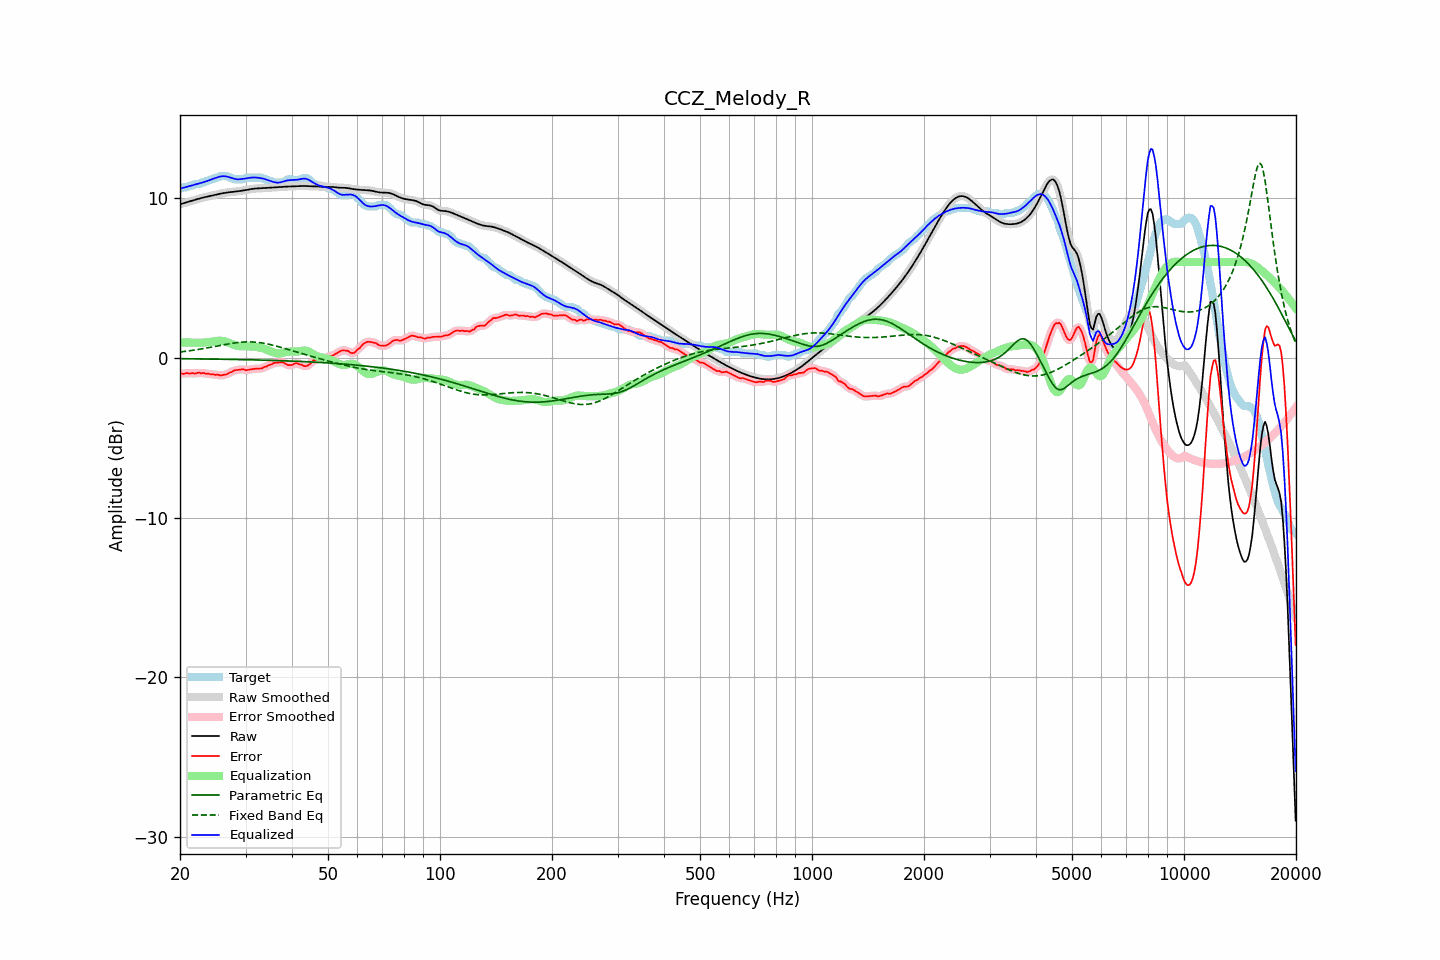 CCZ_Melody_R
10
0
−10
−20
−30
Amplitude (dBr)
Target
Raw Smoothed
Error Smoothed
Raw
Error
Equalization
Parametric Eq
Fixed Band Eq
Equalized
20 50 100 200 500 1000 2000 5000 10000 20000
Frequency (Hz)